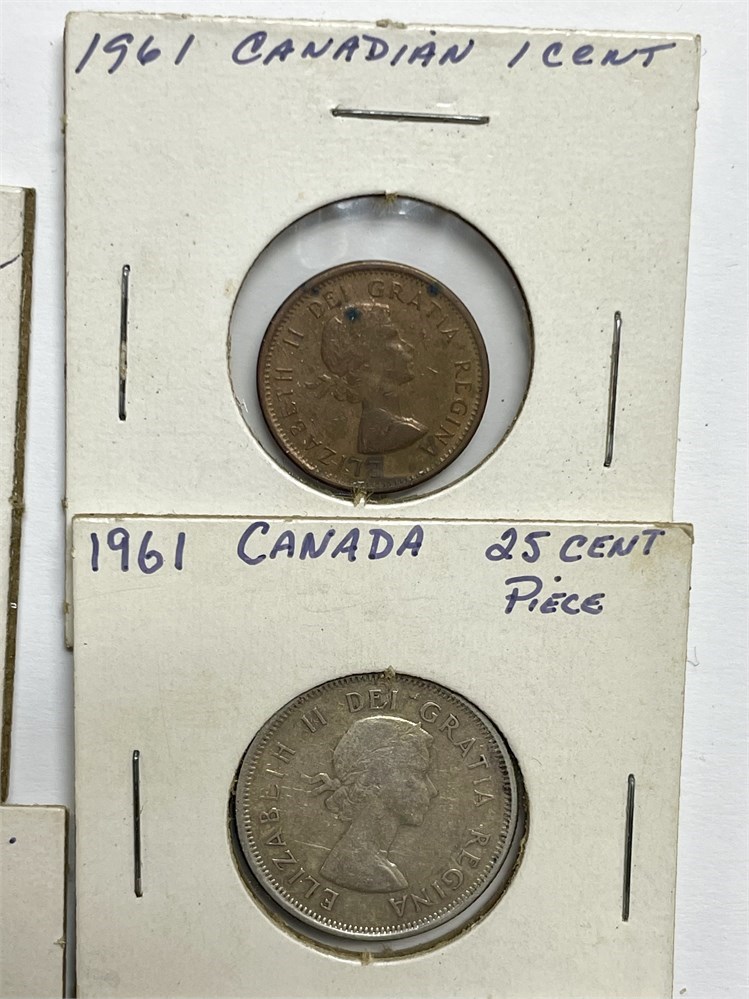 1961 CANADIAN 1 CENT
ELIZABETH II DEI GRATIA REGINA
1961 CANADA 25 CENT
PIECE
ELIZABETH II DEI GRATIA REGINA